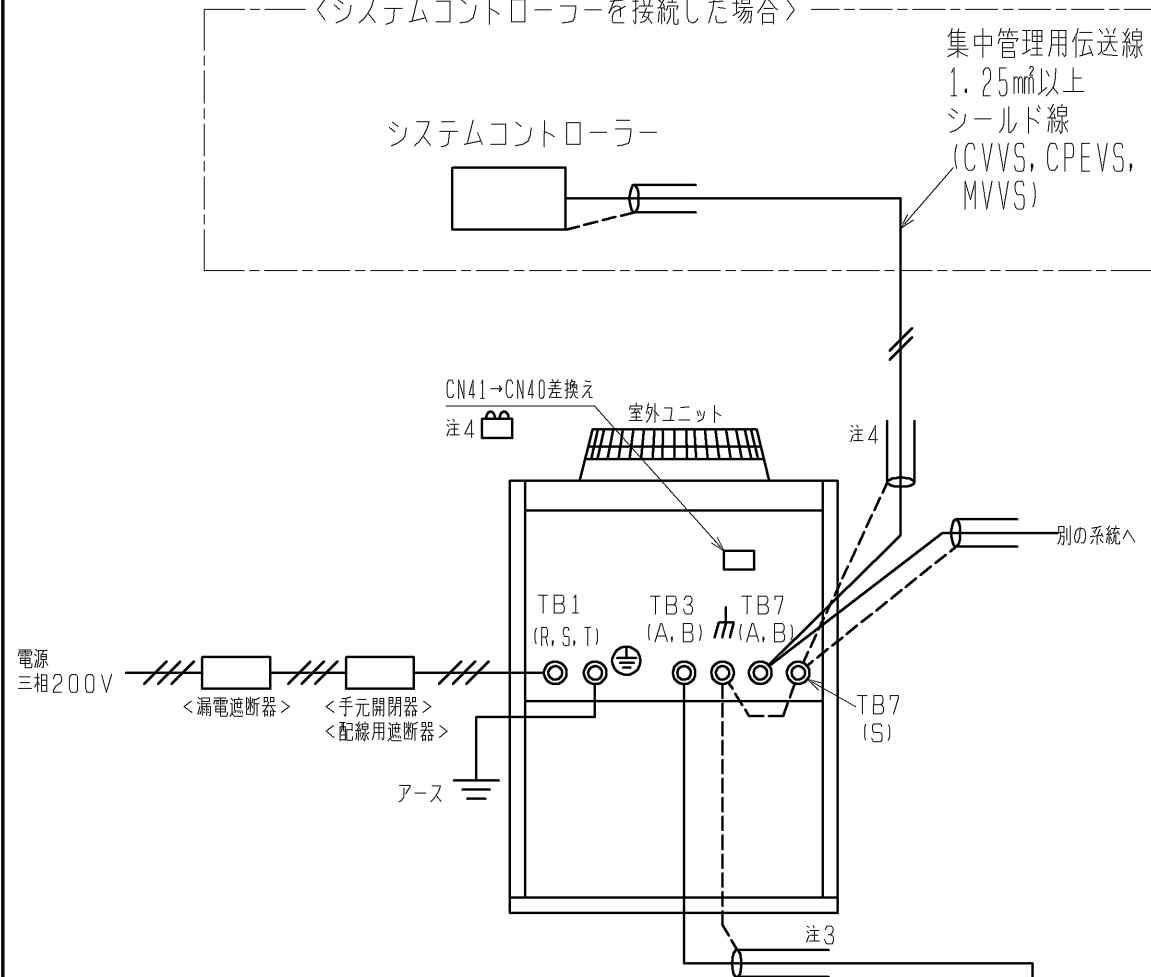 〈システムコントローラーを接続した場合〉
集中管理用伝送線
1.25㎟以上
シールド線
(CVVS, CPEVS,
MVVS)
システムコントローラー
CN41→CN40差換え
注4
室外ユニット
注4
別の系統へ
TB1
(R, S, T)
TB3
(A, B)
TB7
(A, B)
電源
三相200V
<漏電遮断器>
<手元開閉器>
<配線用遮断器>
TB7
(S)
アース
注3